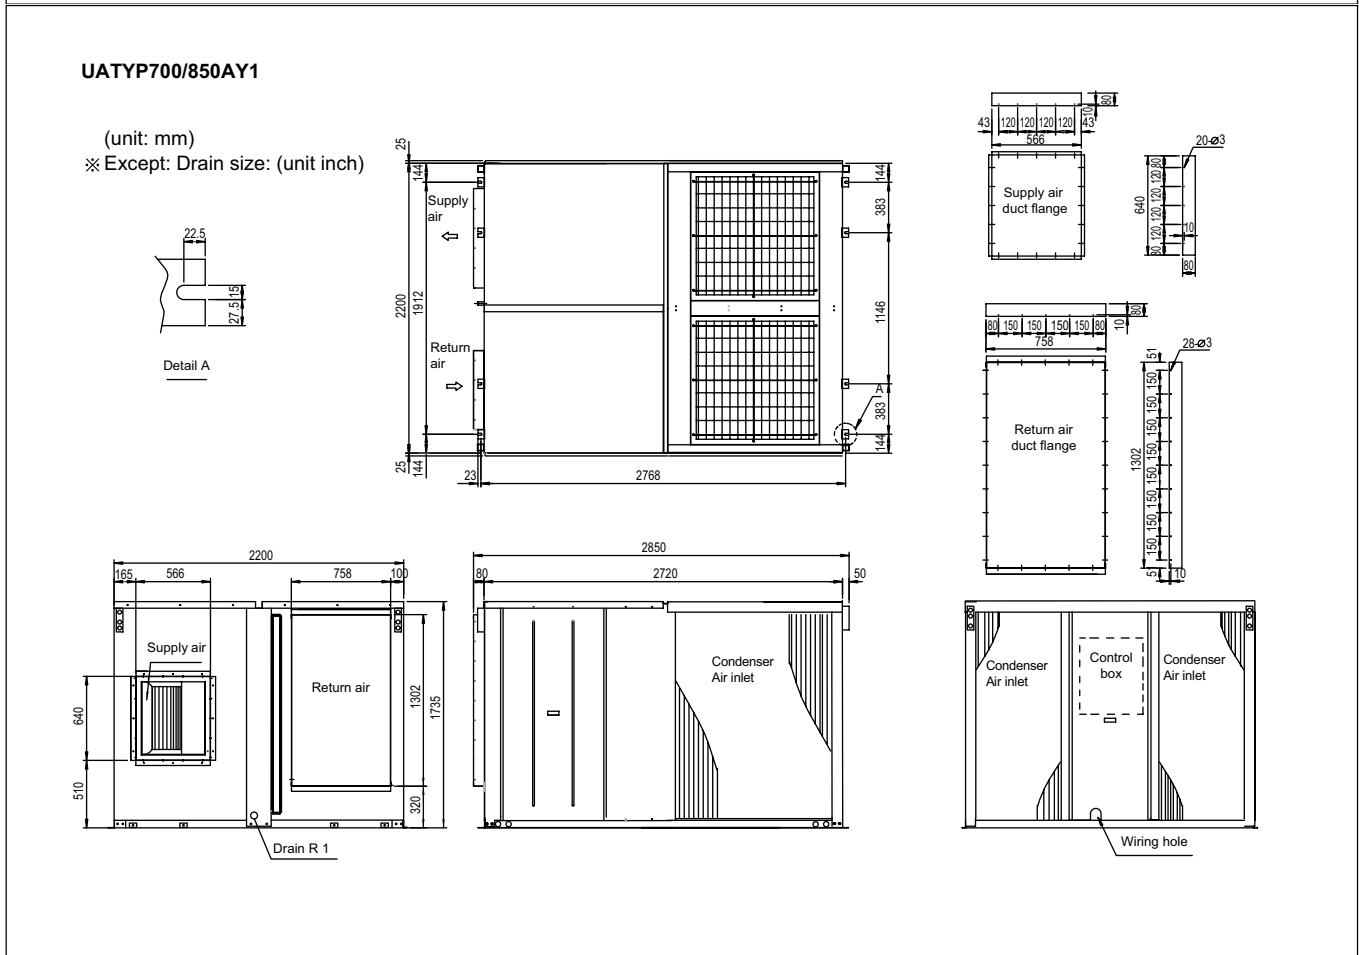 UATYP700/850AY1
(unit: mm)
※ Except: Drain size: (unit inch)
22.5
15
27.5
Detail A
25
144
Supply
air
2200
1912
Return
air
144
25
23
2768
144
383
1146
A
383
144
80
10
43 120 120 120 120 43
566
Supply air
duct flange
20-ø3
640
80
120
120
120
120
80
10
80
80
10
80 150 150 150 150 80
758
Return air
duct flange
28-ø3
51
1302
150
150
150
150
150
150
150
150
51
10
2200
165 566 758 100
Supply air
Return air
640
510
1302
1735
320
Drain R 1
2850
80 2720 50
Condenser
Air inlet
Condenser
Air inlet
Control
box
Condenser
Air inlet
Wiring hole